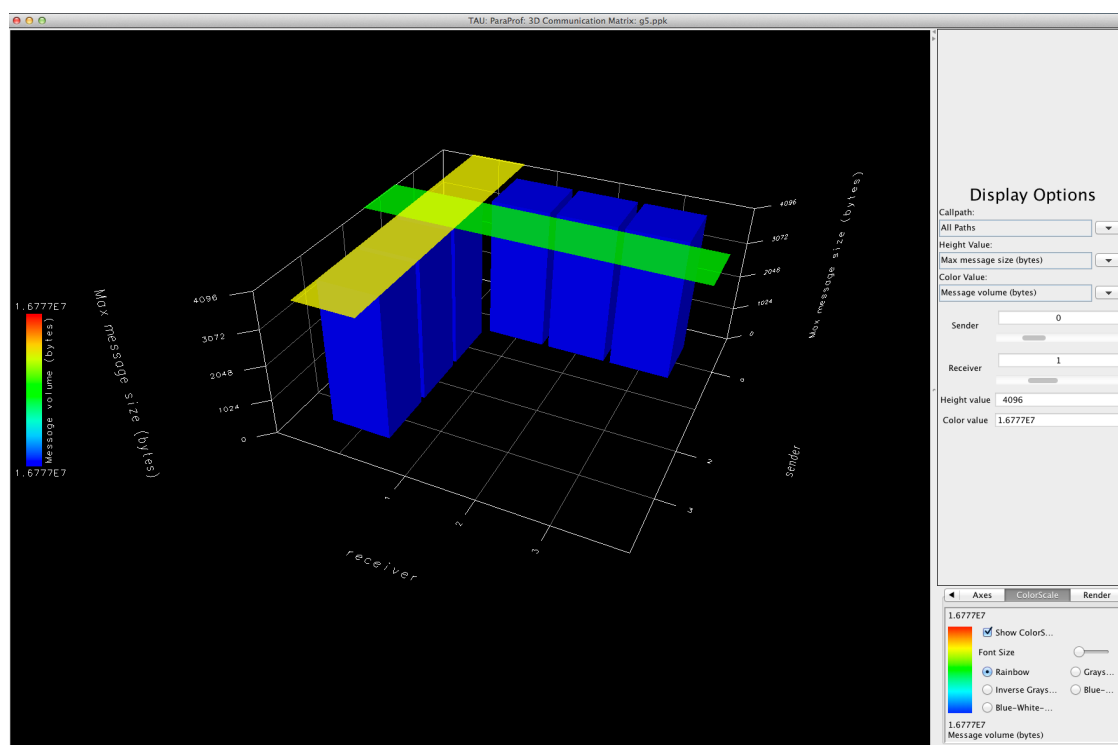 TAU: ParaProf: 3D Communication Matrix: g5.ppk
1.6777E7
Message volume (bytes)
1.6777E7
Max message size (bytes)
4096
3072
2048
1024
0
receiver
1
2
3
sender
0
2
3
Max message size (bytes)
4096
3072
2048
1024
0
Display Options
Callpath:
All Paths
Height Value:
Max message size (bytes)
Color Value:
Message volume (bytes)
Sender 0
Receiver 1
Height value 4096
Color value 1.6777E7
Axes ColorScale Render
1.6777E7
Show ColorS...
Font Size
Rainbow Grays...
Inverse Grays... Blue-...
Blue-White-...
1.6777E7
Message volume (bytes)